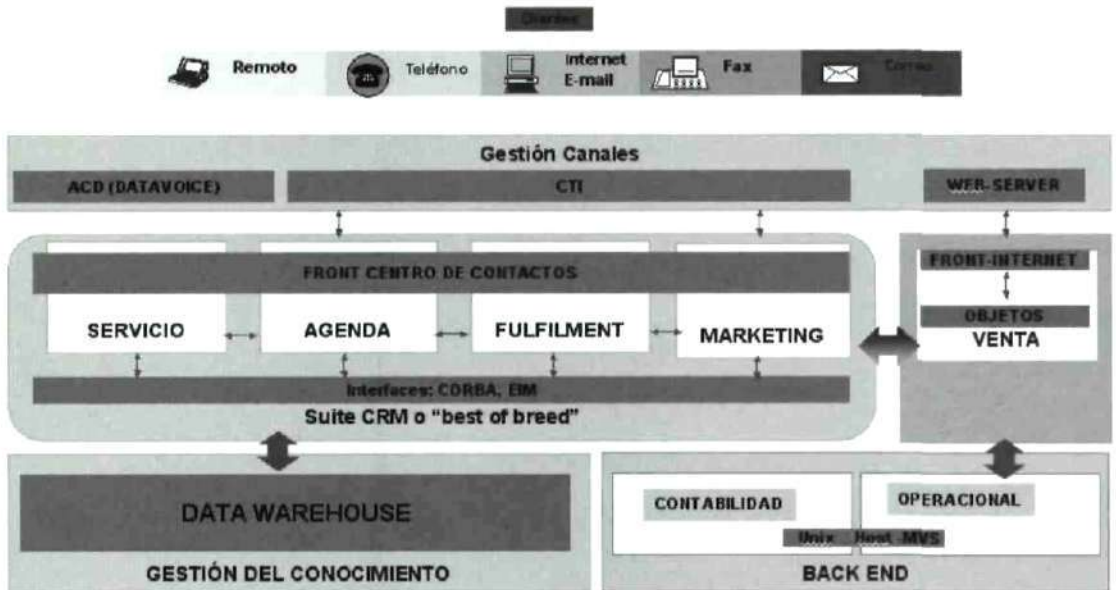 Clientes
Remoto
Teléfono
Internet
E-mail
Fax
Correo
Gestión Canales
ACD (DATAVOICE)
CTI
WEB-SERVER
FRONT CENTRO DE CONTACTOS
FRONT-INTERNET
SERVICIO
AGENDA
FULFILMENT
MARKETING
OBJETOS
VENTA
Interfaces: CORBA, EIM
Suite CRM o “best of breed”
DATA WAREHOUSE
CONTABILIDAD
OPERACIONAL
Unix Host-MVS
GESTIÓN DEL CONOCIMIENTO
BACK END